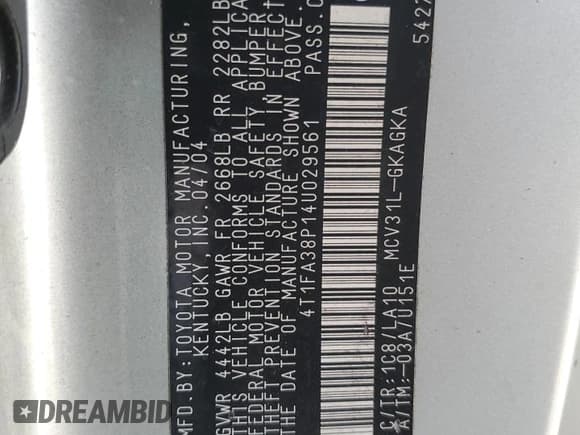 MFD. BY: TOYOTA MOTOR MANUFACTURING,
KENTUCKY, INC. 04/04
GVWR 4442LB GAWR FR 2668LB RR 2282LB
THIS VEHICLE CONFORMS TO ALL
FEDERAL MOTOR VEHICLE SAFETY BUMPER,
THEFT PREVENTION STANDARDS IN EFFECT
THE DATE OF MANUFACTURE SHOWN ABOVE.
4T1FA38P14U029561 PASS.
C/TR:1C8/LA10 MCV31L-GKAGKA
A/TM:-03A/U151E
DREAMBID